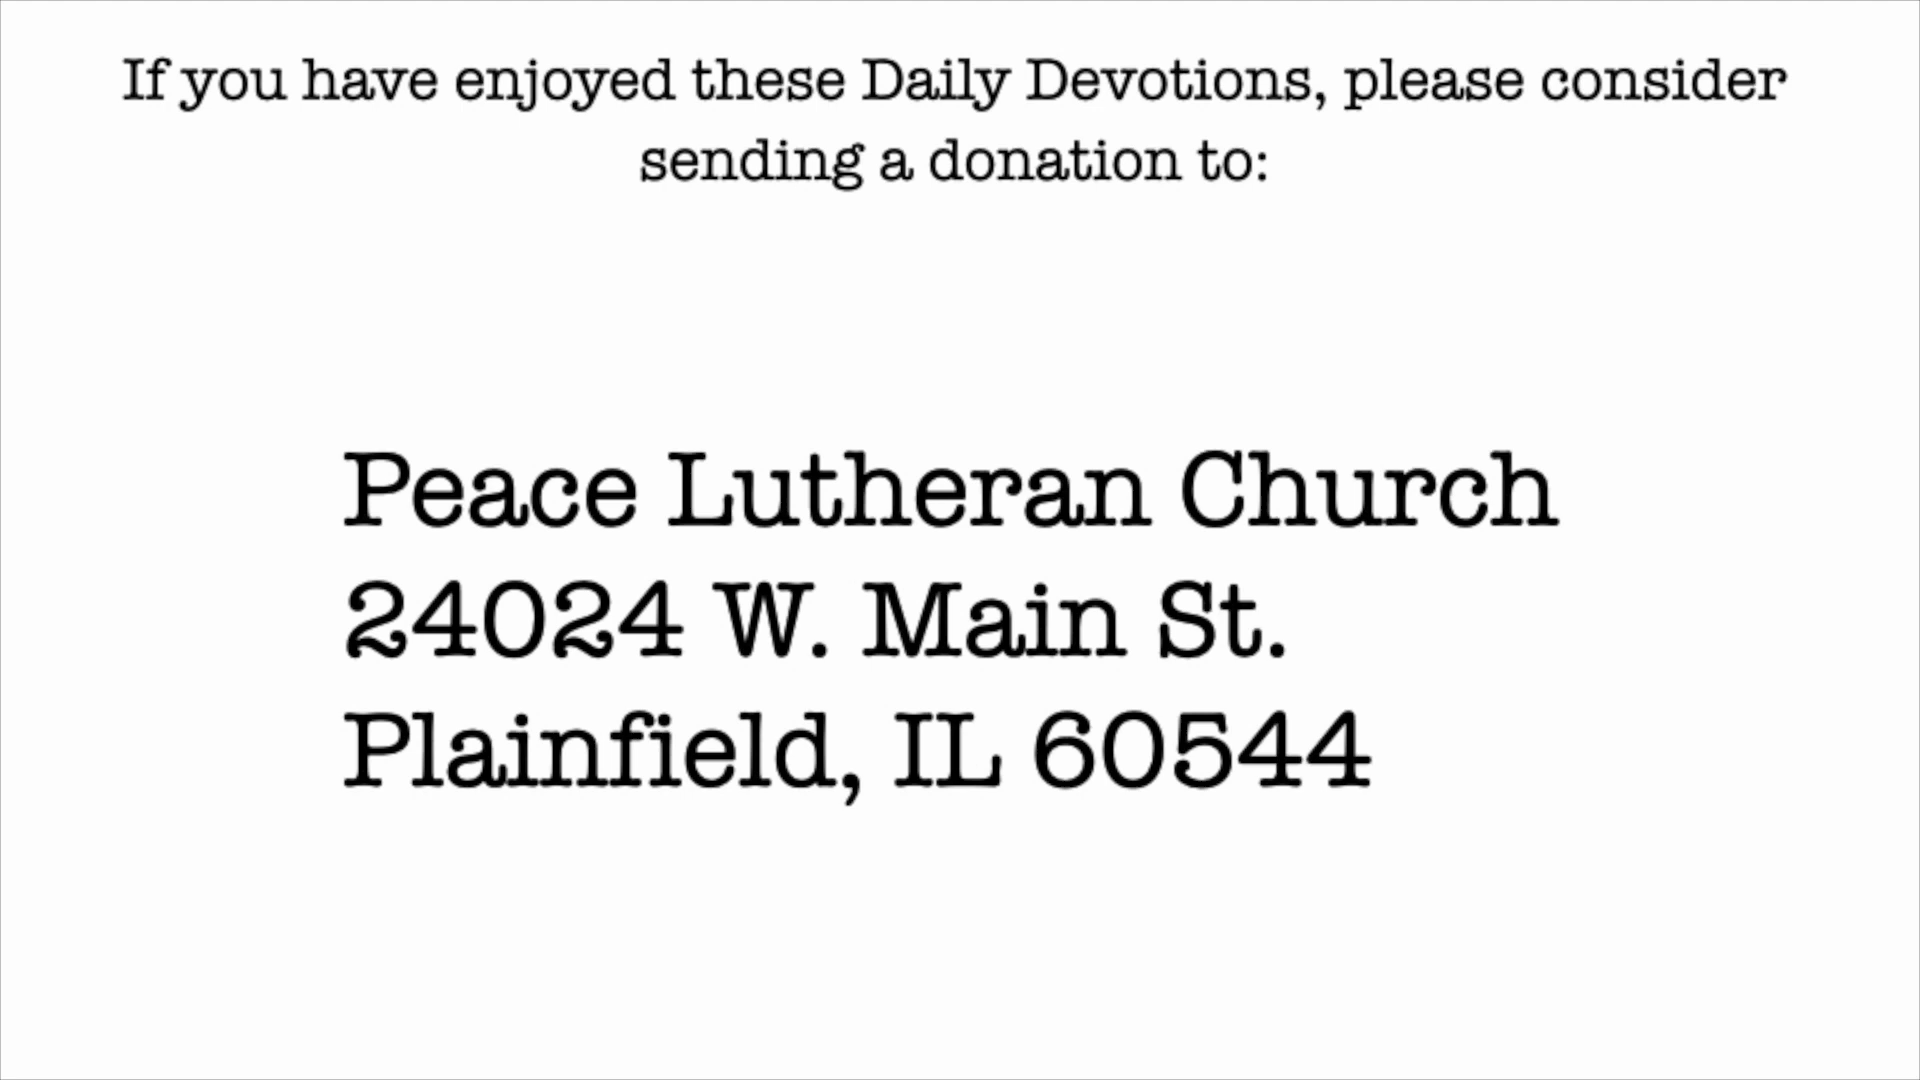 If you have enjoyed these Daily Devotions, please consider
sending a donation to:
Peace Lutheran Church
24024 W. Main St.
Plainfield, IL 60544